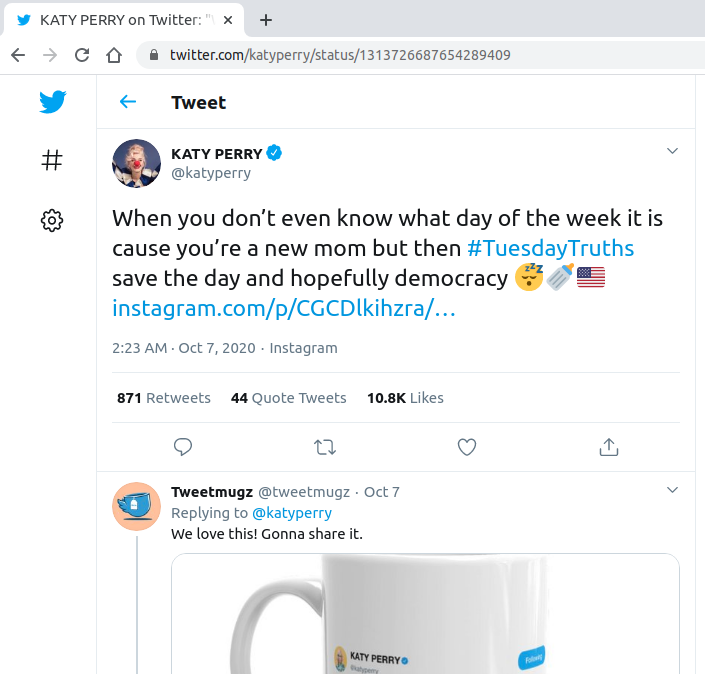 KATY PERRY on Twitter: "
twitter.com/katyperry/status/1313726687654289409
Tweet
KATY PERRY
@katyperry
When you don’t even know what day of the week it is
cause you’re a new mom but then #TuesdayTruths
save the day and hopefully democracy 😴🍼🇺🇸
instagram.com/p/CGCDlkihzra/…
2:23 AM · Oct 7, 2020 · Instagram
871 Retweets 44 Quote Tweets 10.8K Likes
Tweetmugz @tweetmugz · Oct 7
Replying to @katyperry
We love this! Gonna share it.
KATY PERRY
@katyperry
Following